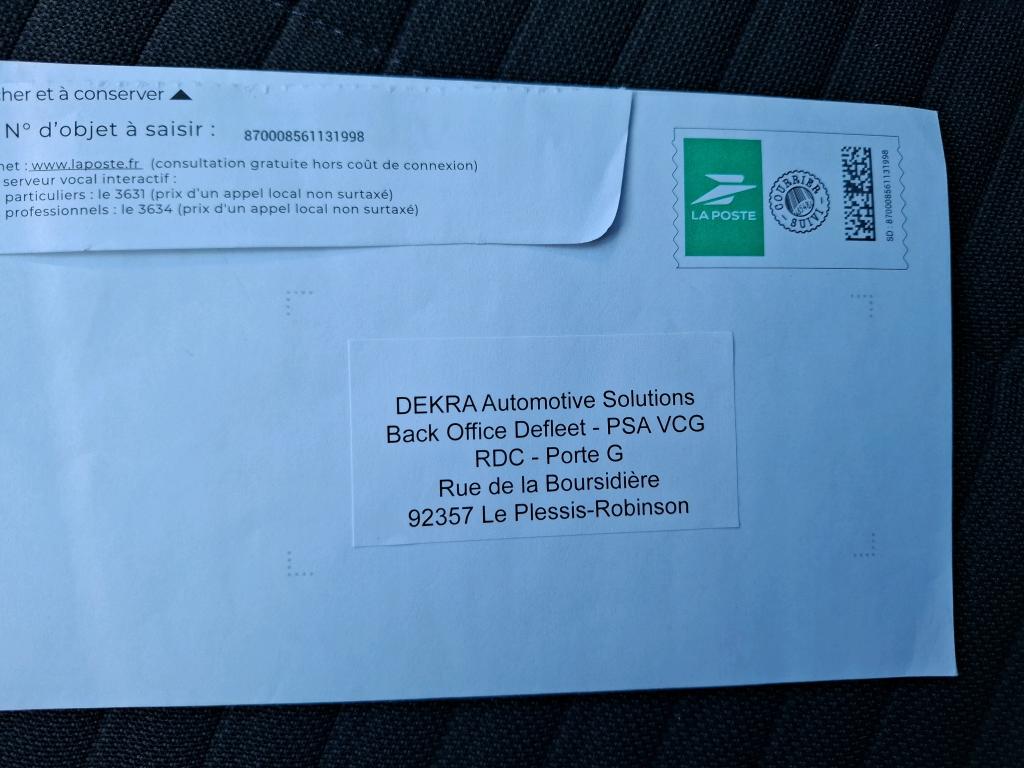 cher et à conserver
N° d'objet à saisir : 870008561131998
net : www.laposte.fr (consultation gratuite hors coût de connexion)
serveur vocal interactif :
particuliers : le 3631 (prix d'un appel local non surtaxé)
professionnels : le 3634 (prix d'un appel local non surtaxé)
LA POSTE
COURRIER
SUIVI
SD : 870008561131998
DEKRA Automotive Solutions
Back Office Defleet - PSA VCG
RDC - Porte G
Rue de la Boursidière
92357 Le Plessis-Robinson